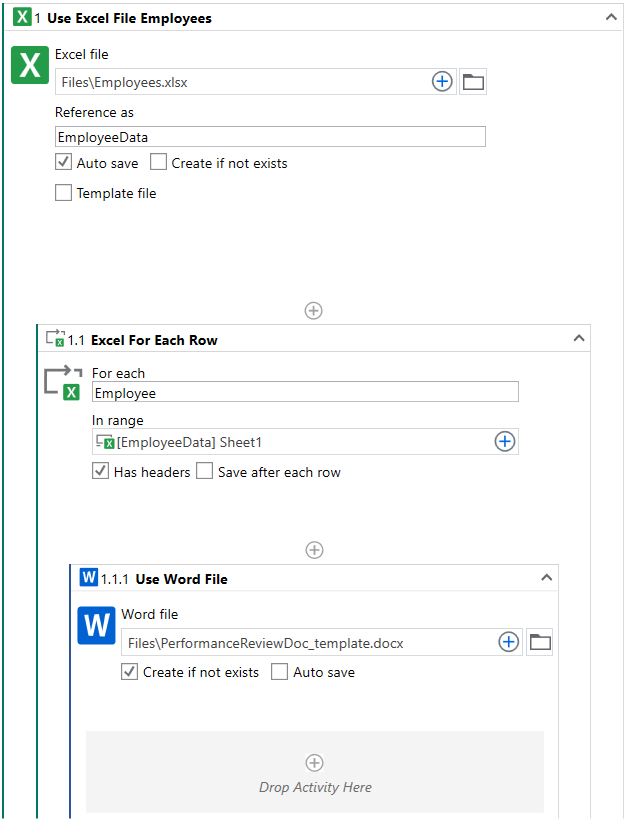 1 Use Excel File Employees
X
Excel file
Files\Employees.xlsx
Reference as
EmployeeData
Auto save Create if not exists
Template file
1.1 Excel For Each Row
X
For each
Employee
In range
[EmployeeData] Sheet1
Has headers Save after each row
W 1.1.1 Use Word File
W
Word file
Files\PerformanceReviewDoc_template.docx
Create if not exists Auto save
Drop Activity Here